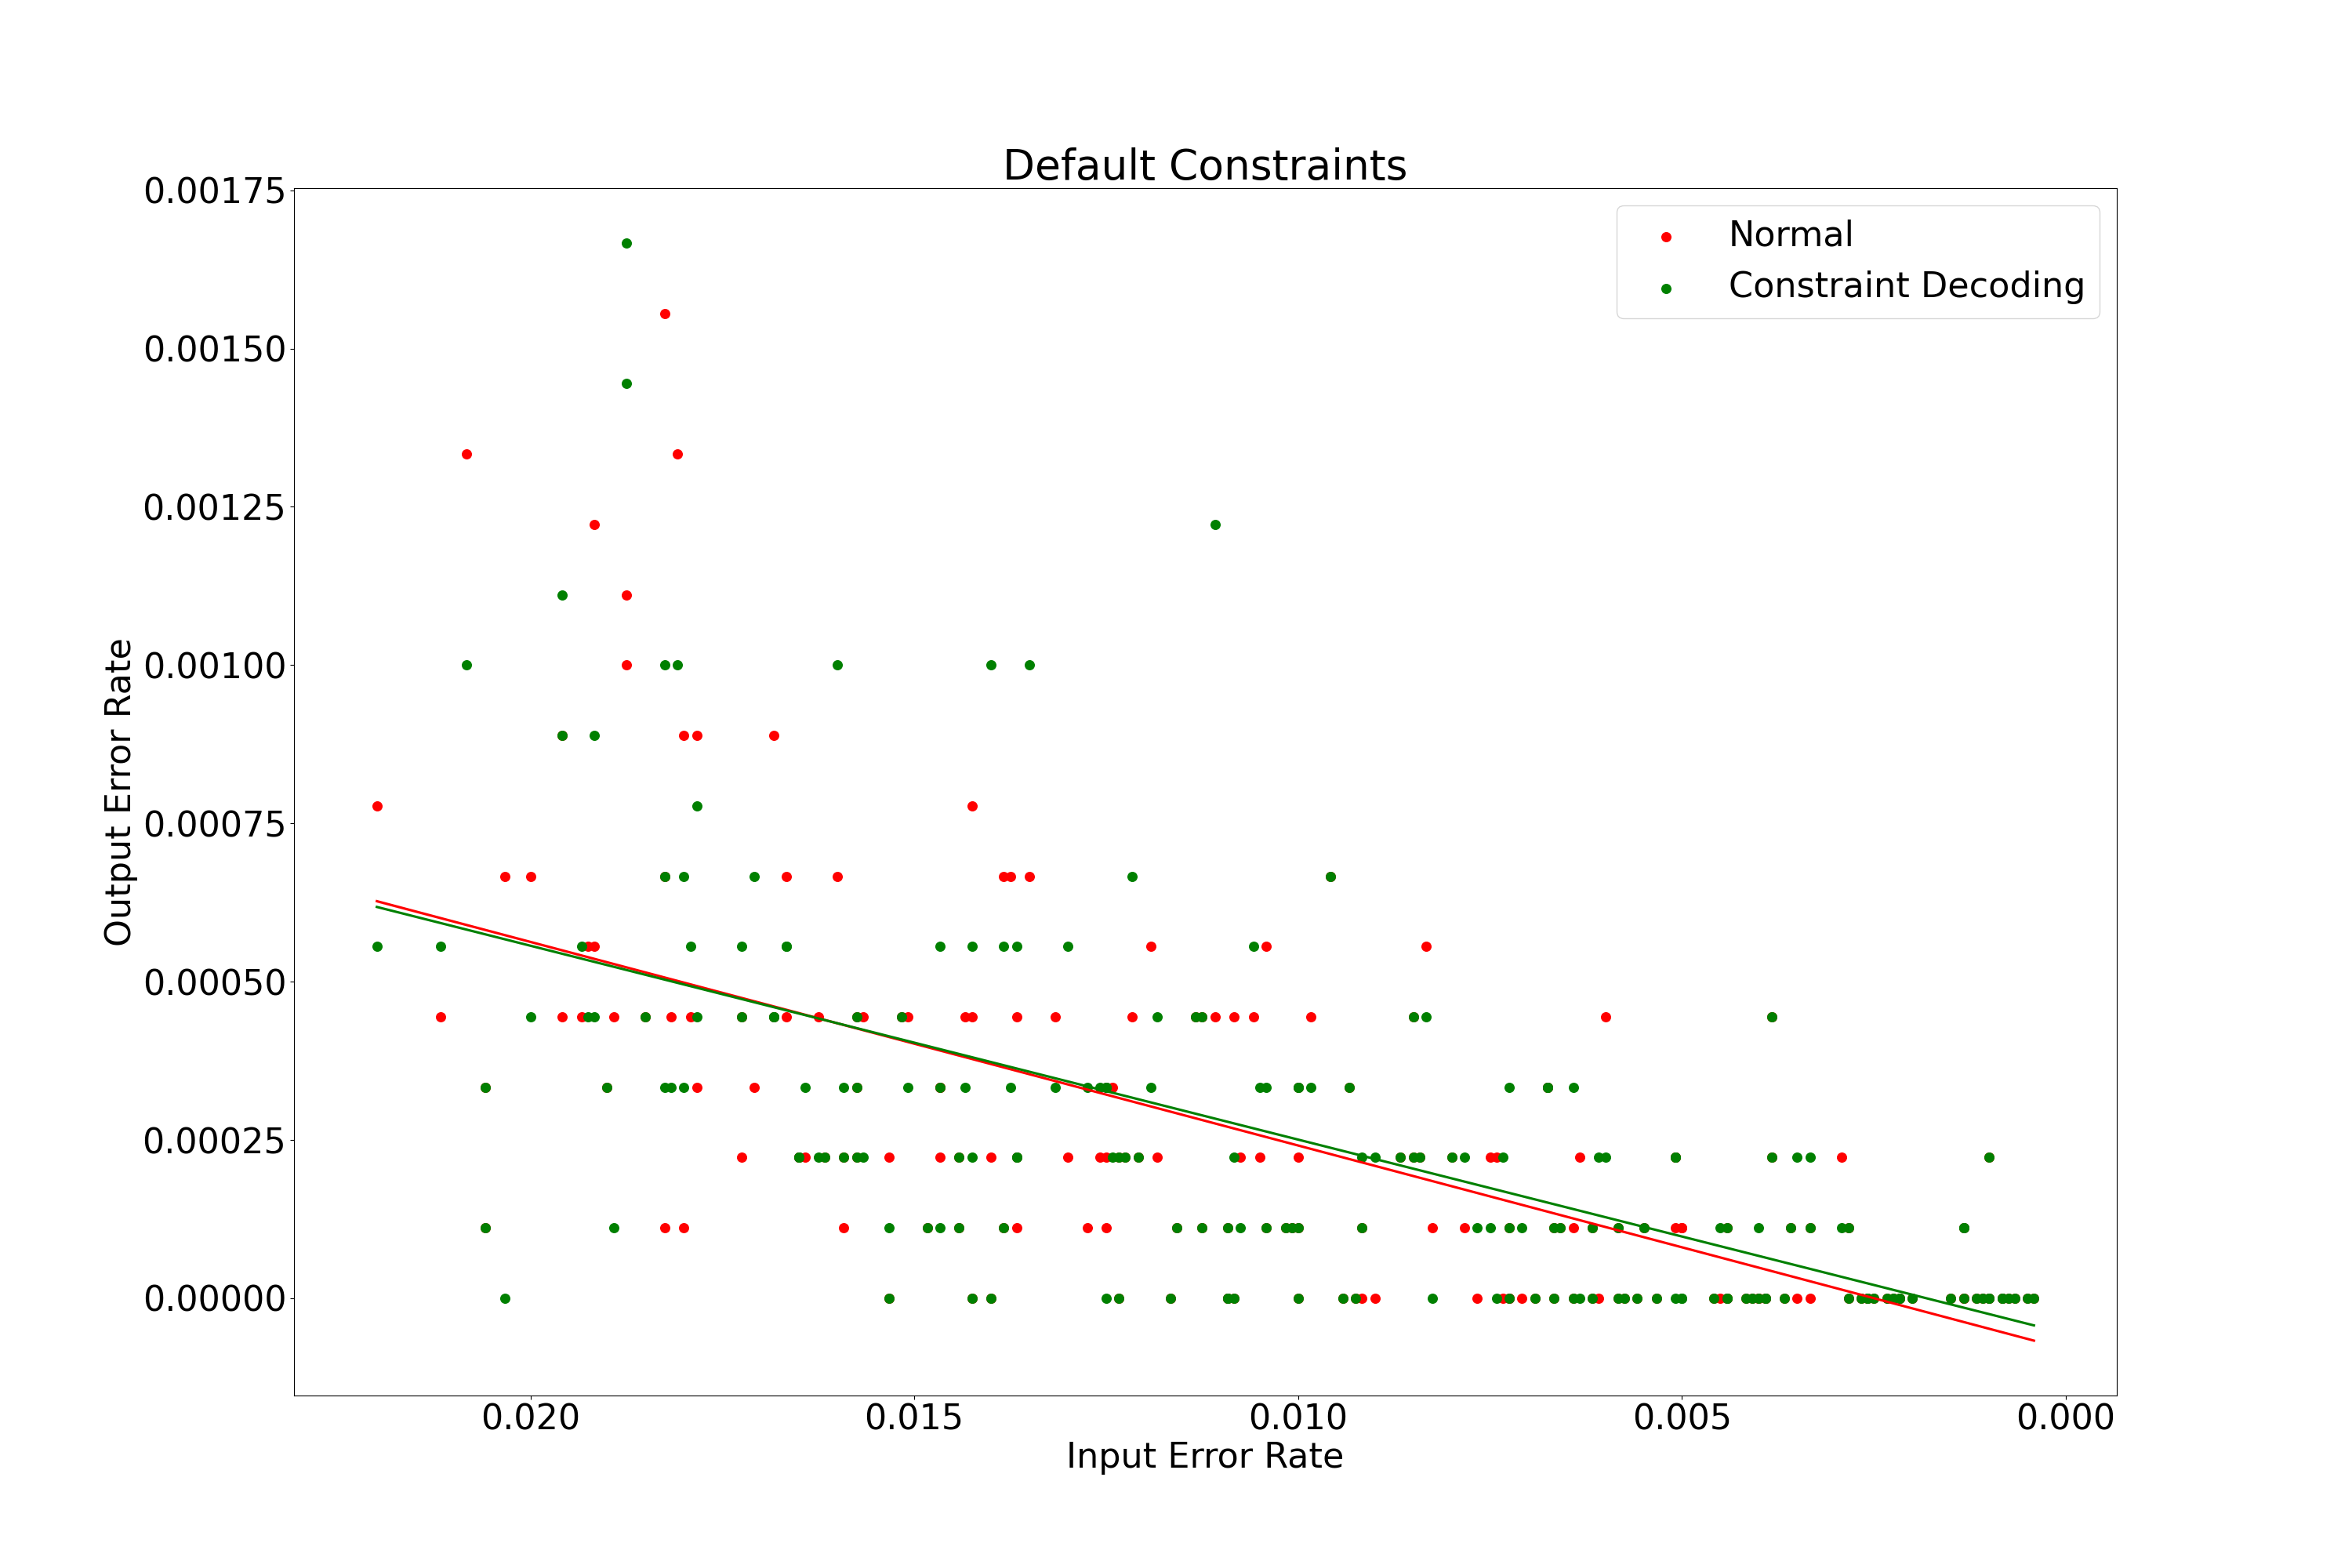 Default Constraints
0.00175
0.00150
0.00125
0.00100
0.00075
0.00050
0.00025
0.00000
Output Error Rate
Normal
Constraint Decoding
0.020 0.015 0.010 0.005 0.000
Input Error Rate